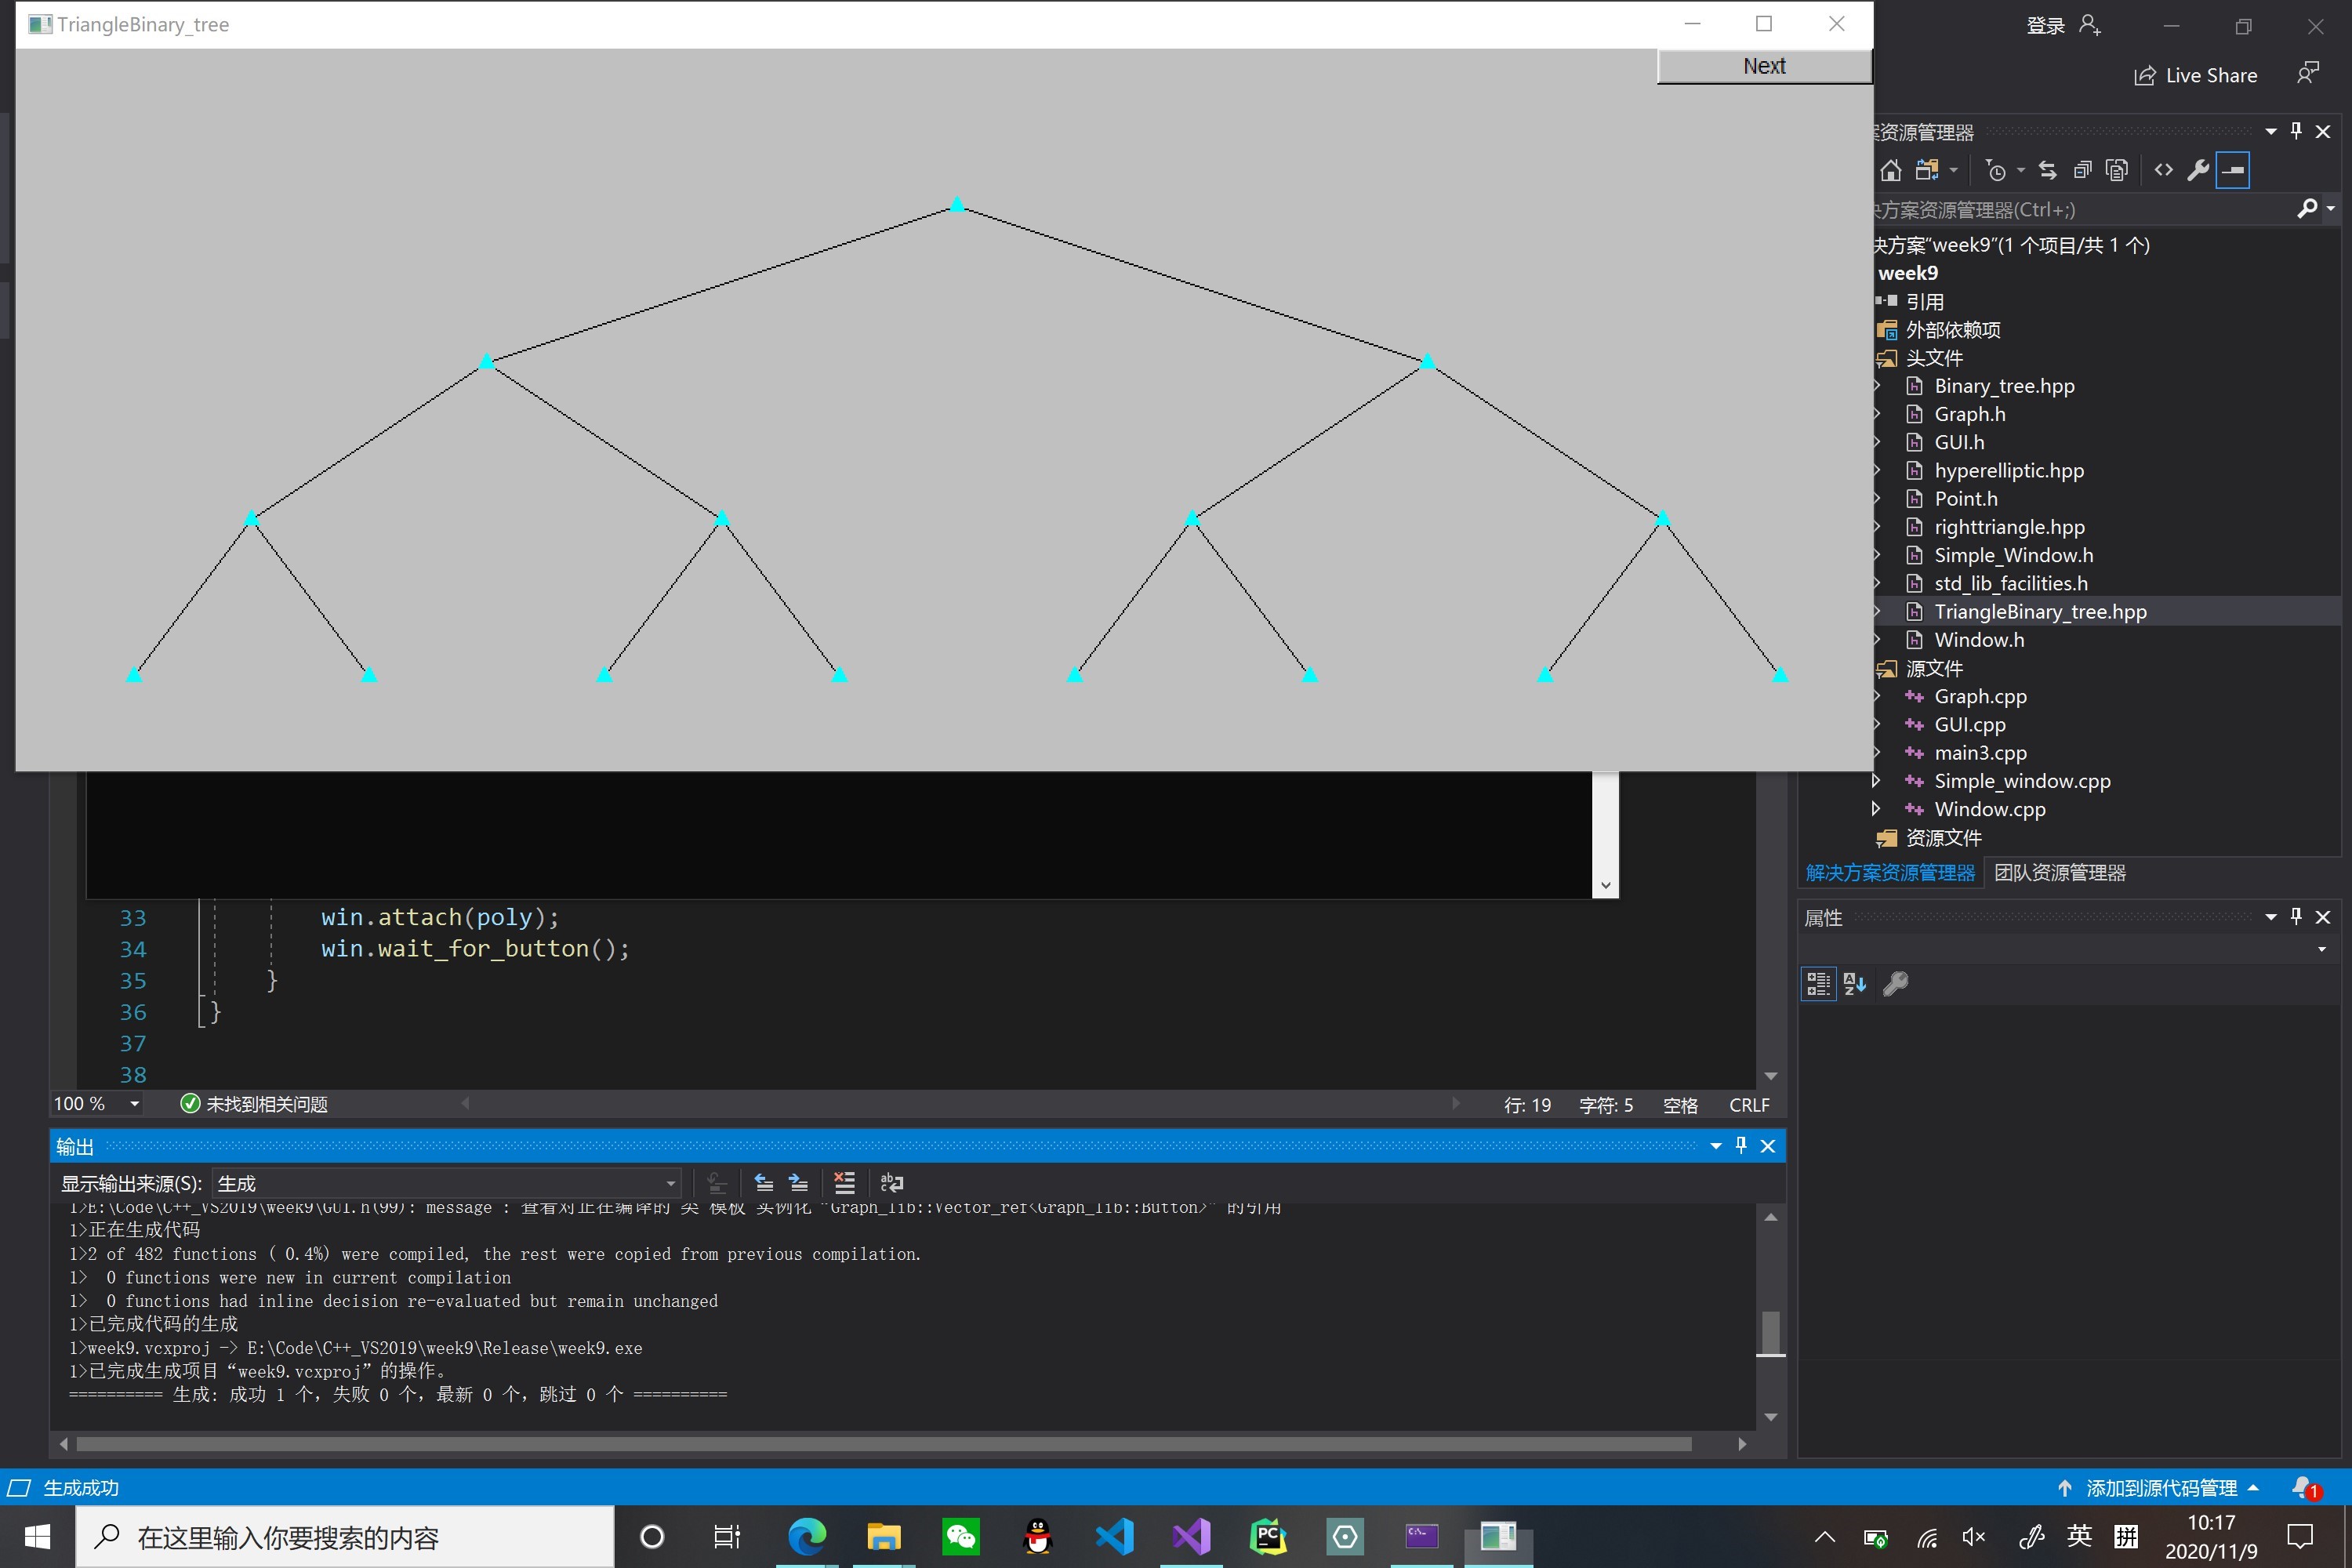 TriangleBinary_tree
Next
登录
Live Share
资源管理器
方案资源管理器(Ctrl+;)
方案"week9"(1 个项目/共 1 个)
week9
引用
外部依赖项
头文件
Binary_tree.hpp
Graph.h
GUI.h
hyperelliptic.hpp
Point.h
righttriangle.hpp
Simple_Window.h
std_lib_facilities.h
TriangleBinary_tree.hpp
Window.h
源文件
Graph.cpp
GUI.cpp
main3.cpp
Simple_window.cpp
Window.cpp
资源文件
解决方案资源管理器 团队资源管理器
属性
33 win.attach(poly);
34 win.wait_for_button();
35 }
36 }
37
38
100 % 未找到相关问题 行: 19 字符: 5 空格 CRLF
输出
显示输出来源(S): 生成
1>E:\Code\C++_VS2019\week9\GUI.h(99): message : 查看对正在编译的 类 模板 实例化 "Graph_lib::Vector_ref<Graph_lib::Button>" 的引用
1>正在生成代码
1>2 of 482 functions ( 0.4%) were compiled, the rest were copied from previous compilation.
1> 0 functions were new in current compilation
1> 0 functions had inline decision re-evaluated but remain unchanged
1>已完成代码的生成
1>week9.vcxproj -> E:\Code\C++_VS2019\week9\Release\week9.exe
1>已完成生成项目“week9.vcxproj”的操作。
========== 生成: 成功 1 个，失败 0 个，最新 0 个，跳过 0 个 ==========
生成成功
添加到源代码管理
1
在这里输入你要搜索的内容
PC
英
拼
10:17
2020/11/9